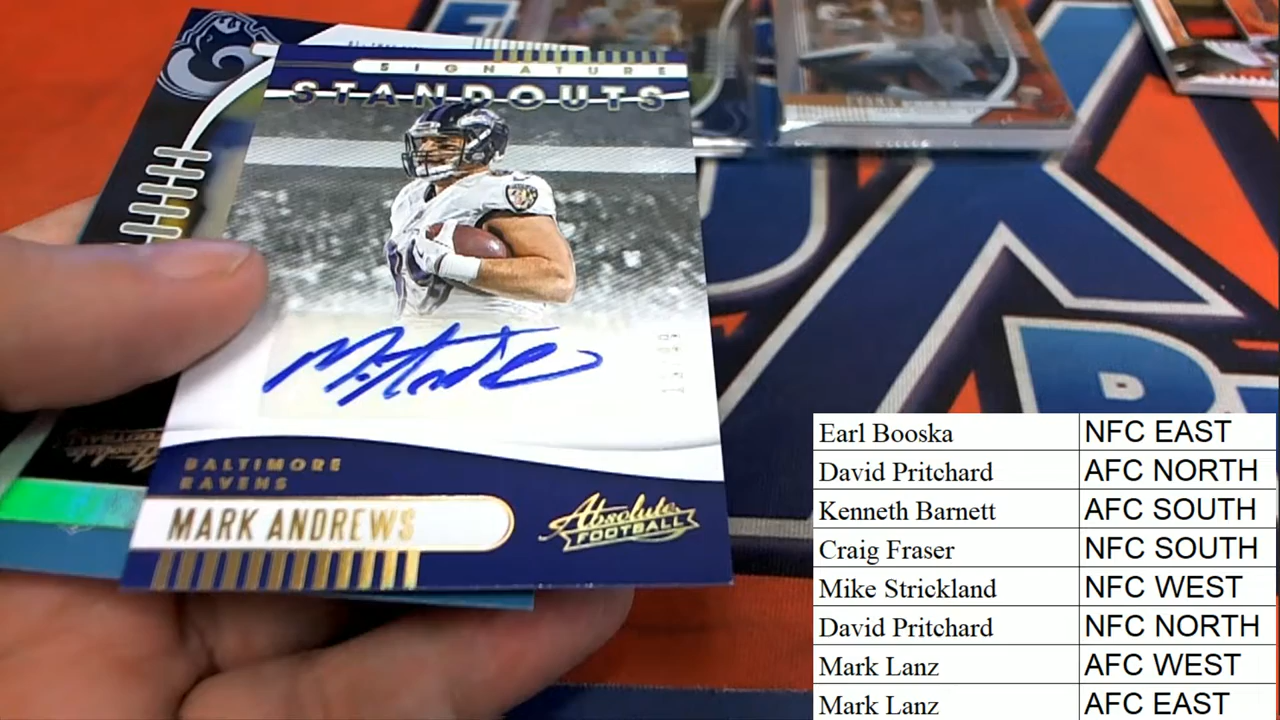 SIGNATURE
STANDOUTS
BALTIMORE
RAVENS
MARK ANDREWS
Absolute
FOOTBALL
Earl Booska NFC EAST
David Pritchard AFC NORTH
Kenneth Barnett AFC SOUTH
Craig Fraser NFC SOUTH
Mike Strickland NFC WEST
David Pritchard NFC NORTH
Mark Lanz AFC WEST
Mark Lanz AFC EAST